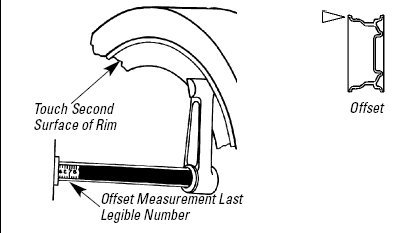 Touch Second
Surface of Rim
Offset
Offset Measurement Last
Legible Number